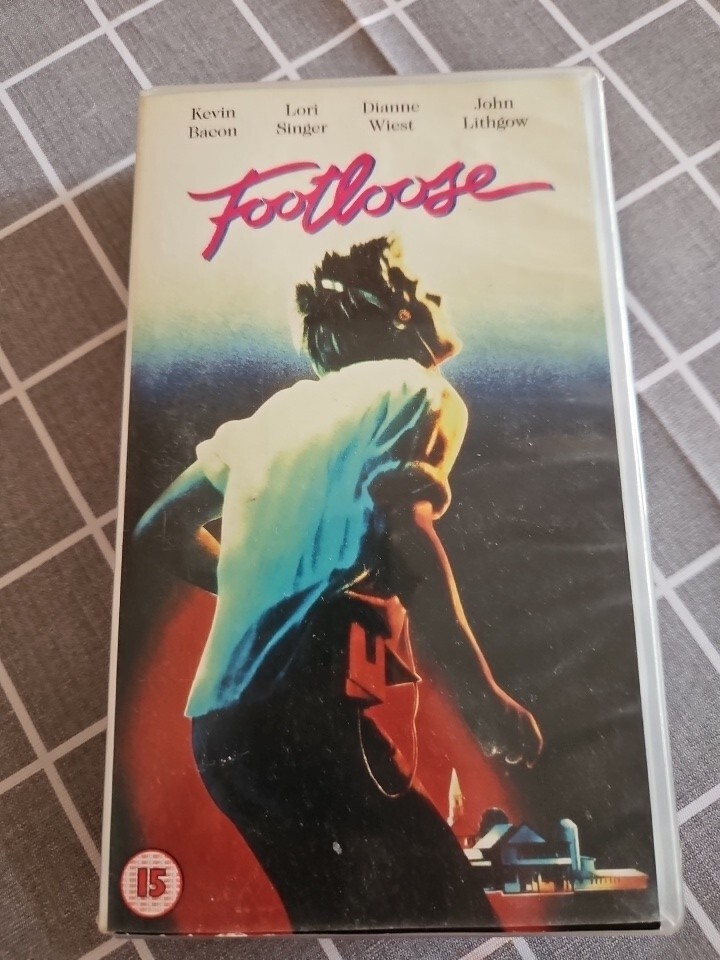 Kevin Lori Dianne John
Bacon Singer Wiest Lithgow
Footloose
15